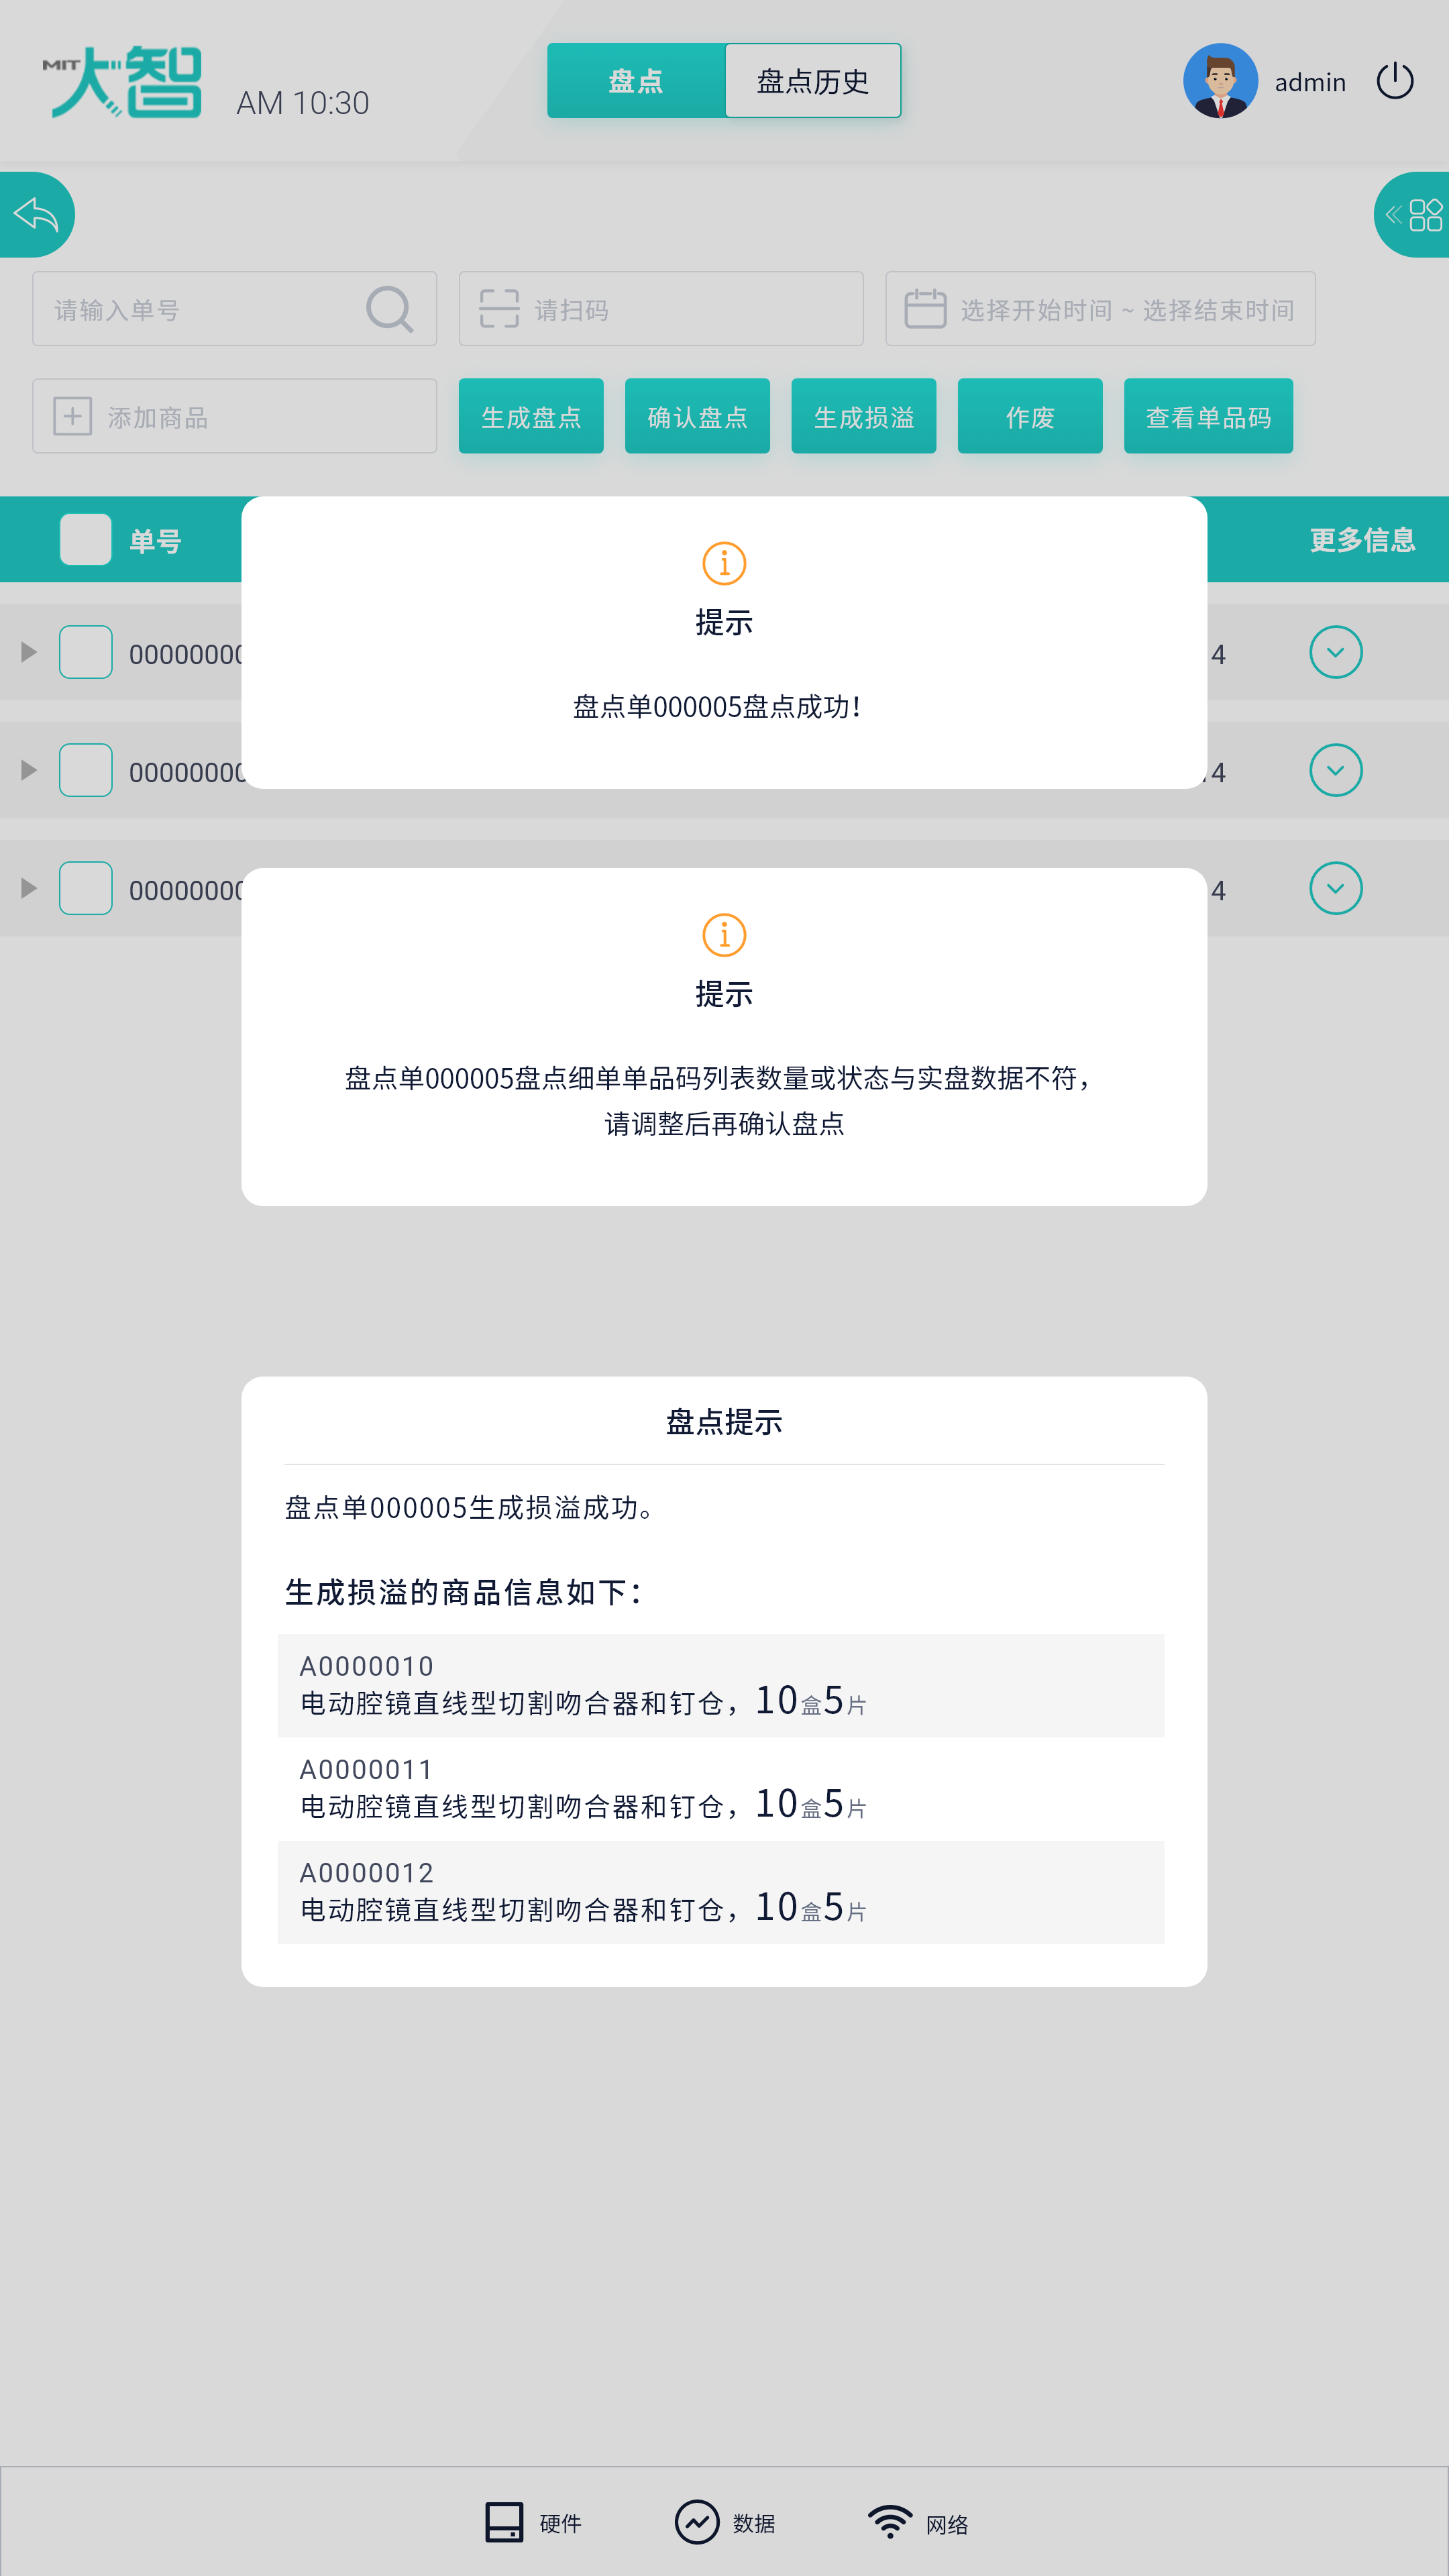 MIT大智
AM 10:30
盘点
盘点历史
admin
请输入单号
请扫码
选择开始时间 ~ 选择结束时间
添加商品
生成盘点
确认盘点
生成损溢
作废
查看单品码
单号
更多信息
提示
00000000
4
盘点单000005盘点成功！
00000000
4
00000000
4
提示
盘点单000005盘点细单单品码列表数量或状态与实盘数据不符，
请调整后再确认盘点
盘点提示
盘点单000005生成损溢成功。
生成损溢的商品信息如下：
A0000010
电动腔镜直线型切割吻合器和钉仓，10盒5片
A0000011
电动腔镜直线型切割吻合器和钉仓，10盒5片
A0000012
电动腔镜直线型切割吻合器和钉仓，10盒5片
硬件
数据
网络